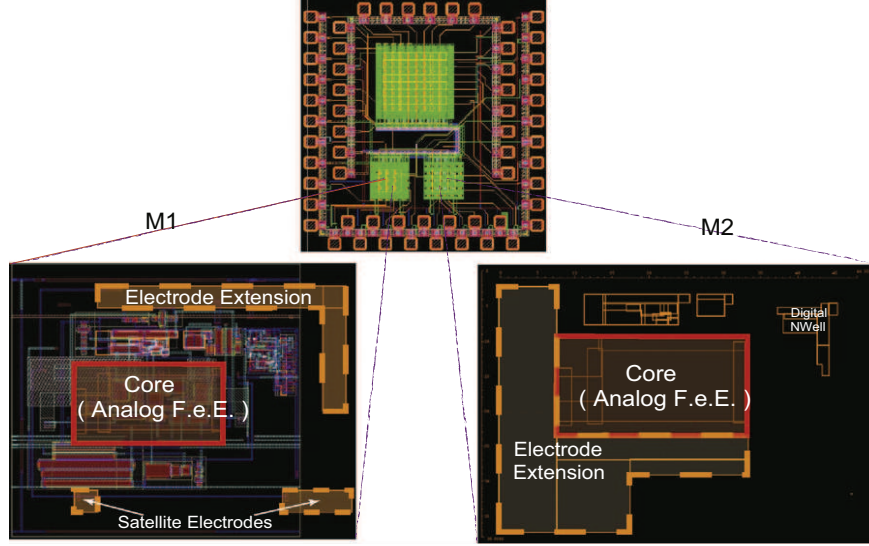 M1
M2
Electrode Extension
Core
( Analog F.e.E. )
Satellite Electrodes
Digital
NWell
Core
( Analog F.e.E. )
Electrode
Extension